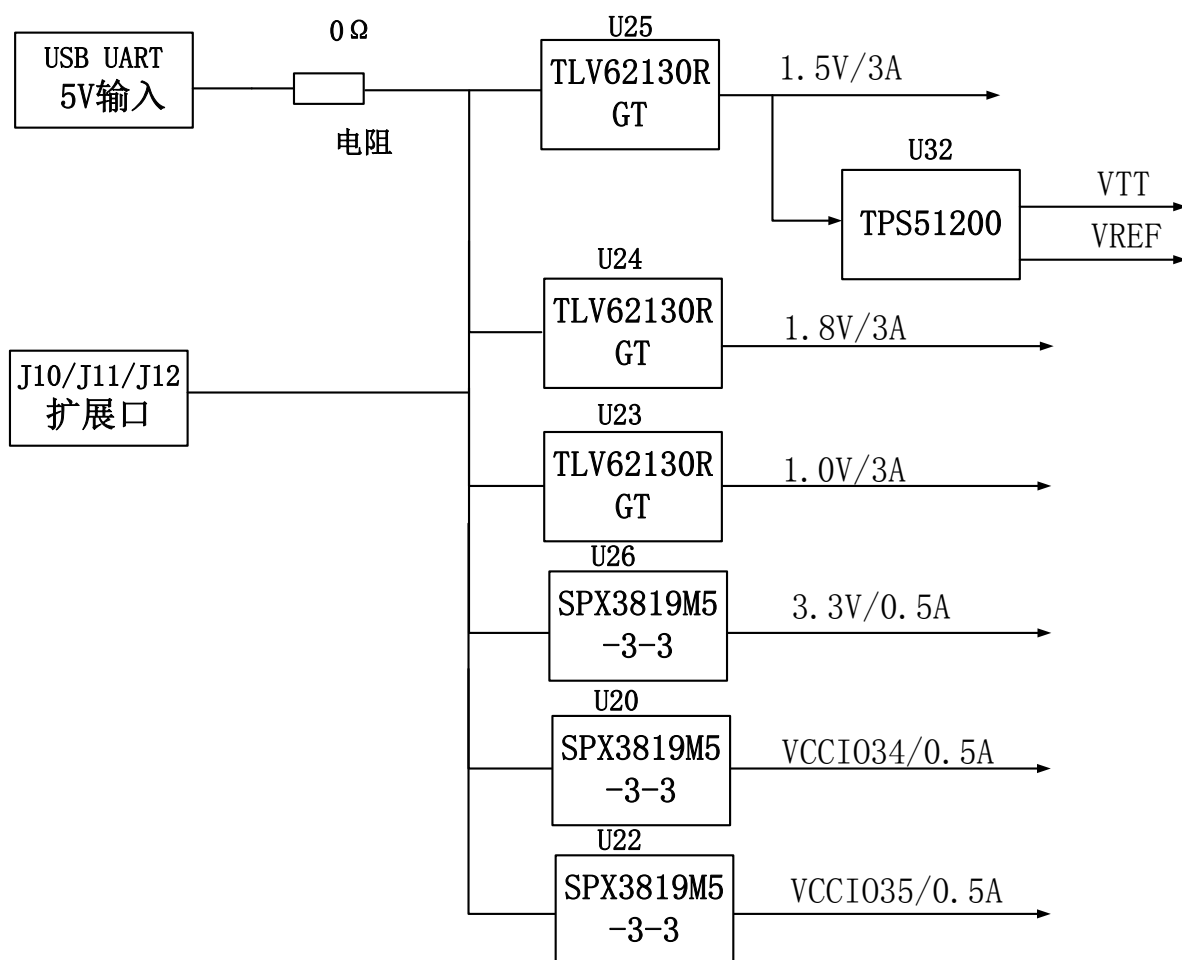 0Ω
U25
USB UART
5V输入
TLV62130R
GT
1.5V/3A
电阻
U32
TPS51200
VTT
VREF
U24
TLV62130R
GT
1.8V/3A
J10/J11/J12
扩展口
U23
TLV62130R
GT
1.0V/3A
U26
SPX3819M5
-3-3
3.3V/0.5A
U20
SPX3819M5
-3-3
VCCIO34/0.5A
U22
SPX3819M5
-3-3
VCCIO35/0.5A